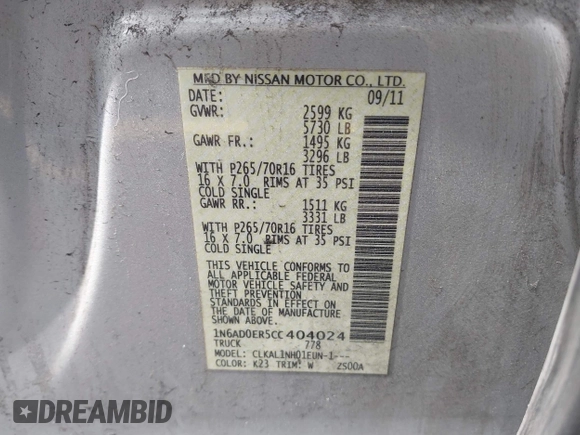 MFD BY NISSAN MOTOR CO., LTD.
DATE: 09/11
GVWR: 2599 KG
5730 LB
GAWR FR.: 1495 KG
3296 LB
WITH P265/70R16 TIRES
16 X 7.0 RIMS AT 35 PSI
COLD SINGLE
GAWR RR.: 1511 KG
3331 LB
WITH P265/70R16 TIRES
16 X 7.0 RIMS AT 35 PSI
COLD SINGLE
THIS VEHICLE CONFORMS TO
ALL APPLICABLE FEDERAL
MOTOR VEHICLE SAFETY AND
THEFT PREVENTION
STANDARDS IN EFFECT ON THE
DATE OF MANUFACTURE
SHOWN ABOVE.
1N6AD0ER5CC404024
TRUCK 778
MODEL: CLKAL1NH01EUN-1---
COLOR: K23 TRIM: W ZS00A
DREAMBID